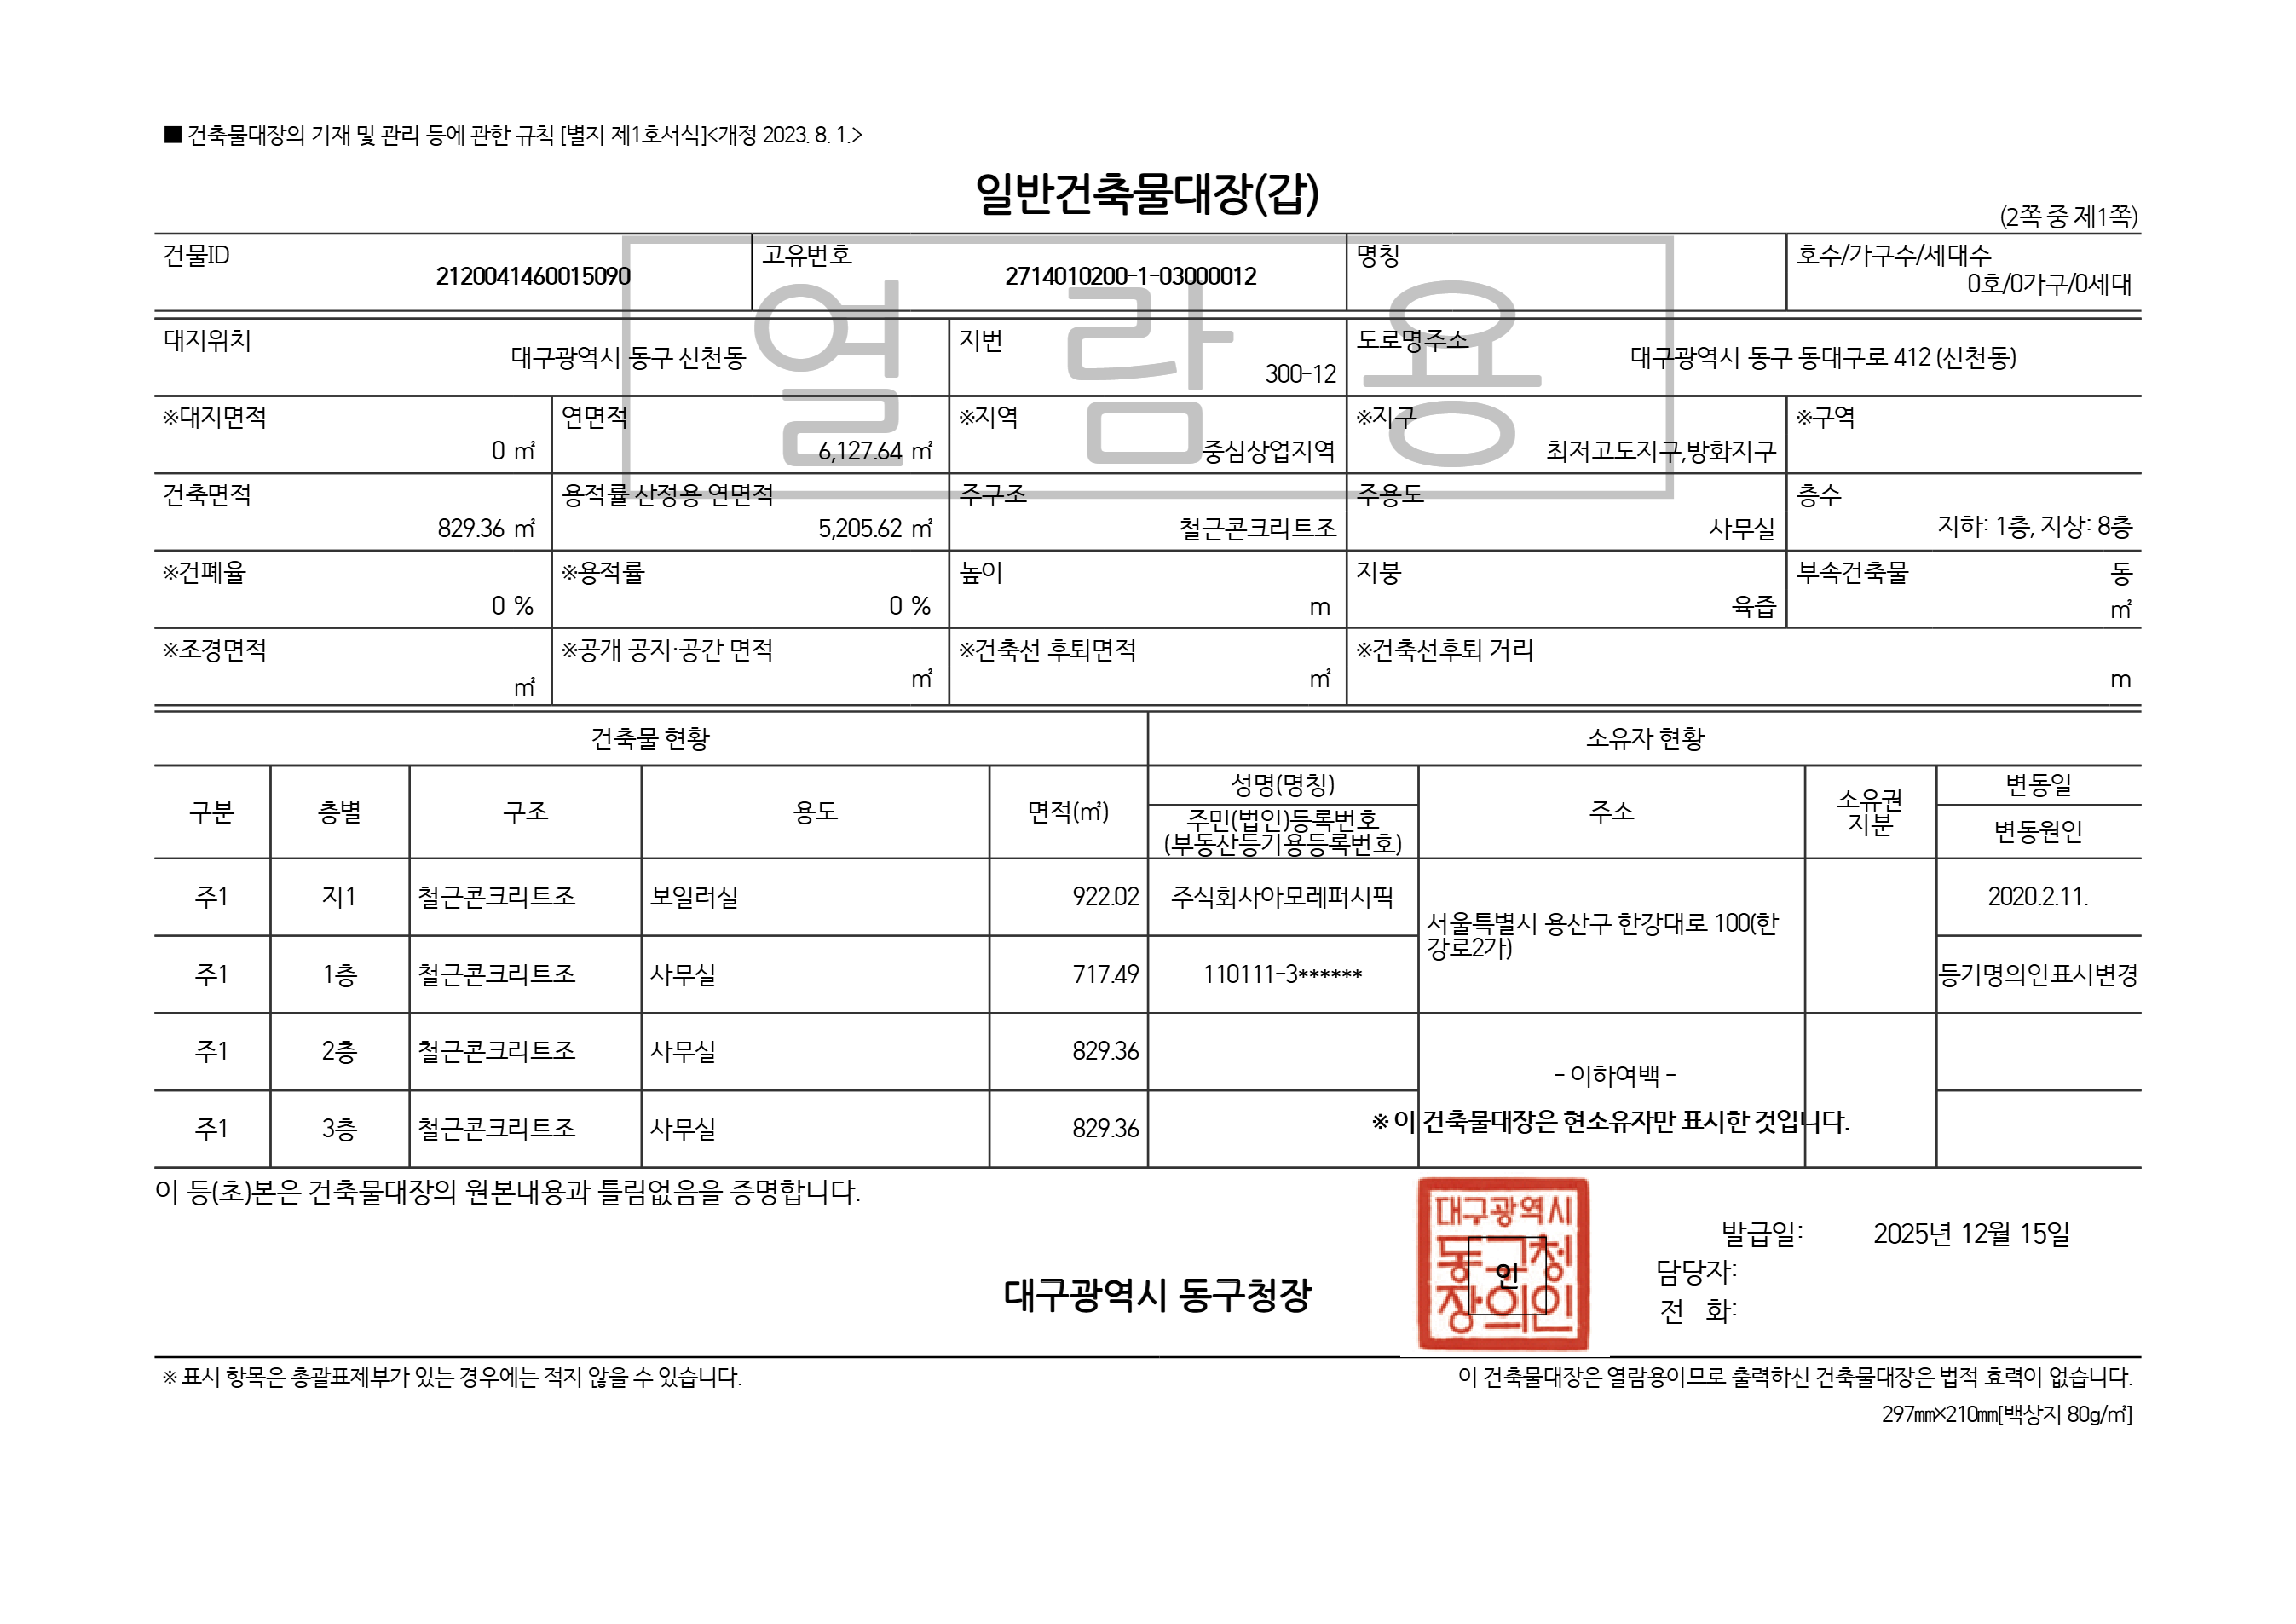 ■ 건축물대장의 기재 및 관리 등에 관한 규칙 [별지 제1호서식]<개정 2023. 8. 1.>
일반건축물대장(갑)
(2쪽 중 제1쪽)
건물ID 2120041460015090 고유번호 2714010200-1-03000012 명칭 호수/가구수/세대수 0호/0가구/0세대
대지위치 대구광역시 동구 신천동 지번 300-12 도로명주소 대구광역시 동구 동대구로 412 (신천동)
※대지면적 0 ㎡ 연면적 6,127.64 ㎡ ※지역 중심상업지역 ※지구 최저고도지구,방화지구 ※구역
건축면적 829.36 ㎡ 용적률 산정용 연면적 5,205.62 ㎡ 주구조 철근콘크리트조 주용도 사무실 층수 지하: 1층, 지상: 8층
※건폐율 0 % ※용적률 0 % 높이 m 지붕 육즙 부속건축물 동 ㎡
※조경면적 ㎡ ※공개 공지·공간 면적 ㎡ ※건축선 후퇴면적 ㎡ ※건축선후퇴 거리 m
열람용
건축물 현황 소유자 현황
구분 층별 구조 용도 면적(㎡) 성명(명칭) 주민(법인)등록번호 (부동산등기용등록번호) 주소 소유권 지분 변동일 변동원인
주1 지1 철근콘크리트조 보일러실 922.02 주식회사아모레퍼시픽 서울특별시 용산구 한강대로 100(한강로2가) 2020.2.11.
주1 1층 철근콘크리트조 사무실 717.49 110111-3****** 등기명의인표시변경
주1 2층 철근콘크리트조 사무실 829.36 - 이하여백 -
주1 3층 철근콘크리트조 사무실 829.36 ※ 이 건축물대장은 현소유자만 표시한 것입니다.
이 등(초)본은 건축물대장의 원본내용과 틀림없음을 증명합니다.
발급일: 2025년 12월 15일
담당자:
전 화:
대구광역시 동구청장
대구광역시
동구청
장의인
인
※ 표시 항목은 총괄표제부가 있는 경우에는 적지 않을 수 있습니다.
이 건축물대장은 열람용이므로 출력하신 건축물대장은 법적 효력이 없습니다.
297㎜×210㎜[백상지 80g/㎡]